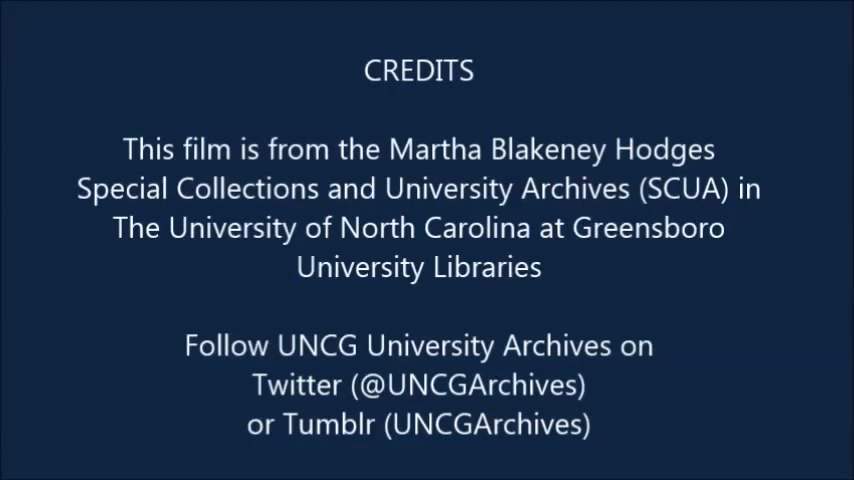 CREDITS
This film is from the Martha Blakeney Hodges
Special Collections and University Archives (SCUA) in
The University of North Carolina at Greensboro
University Libraries
Follow UNCG University Archives on
Twitter (@UNCGArchives)
or Tumblr (UNCGArchives)